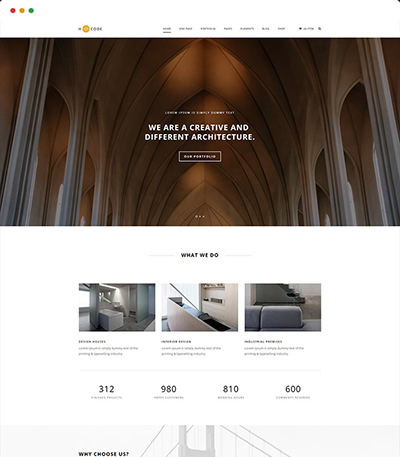 H CODE
HOME ONE PAGE PORTFOLIO PAGES ELEMENTS BLOG SHOP
LOREM IPSUM IS SIMPLY DUMMY TEXT
WE ARE A CREATIVE AND
DIFFERENT ARCHITECTURE.
OUR PORTFOLIO
WHAT WE DO
DESIGN HOUSES INTERIOR DESIGN INDUSTRIAL PREMISES
Lorem ipsum is simply dummy text of the Lorem ipsum is simply dummy text of the Lorem ipsum is simply dummy text of the
printing & typesetting industry. printing & typesetting industry. printing & typesetting industry.
312 980 810 600
FINISHED PROJECTS HAPPY CUSTOMERS WORKING HOURS COMMENTS RECEIVED
WHY CHOOSE US?